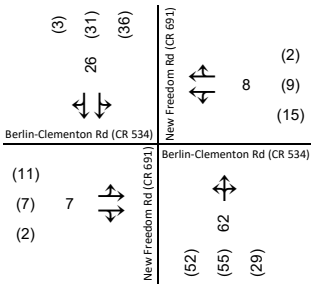 (3) (31) (36)
26
Berlin-Clementon Rd (CR 534)
New Freedom Rd (CR 691)
8
(2)
(9)
(15)
(11)
(7)
(2)
7
New Freedom Rd (CR 691)
Berlin-Clementon Rd (CR 534)
62
(52) (55) (29)